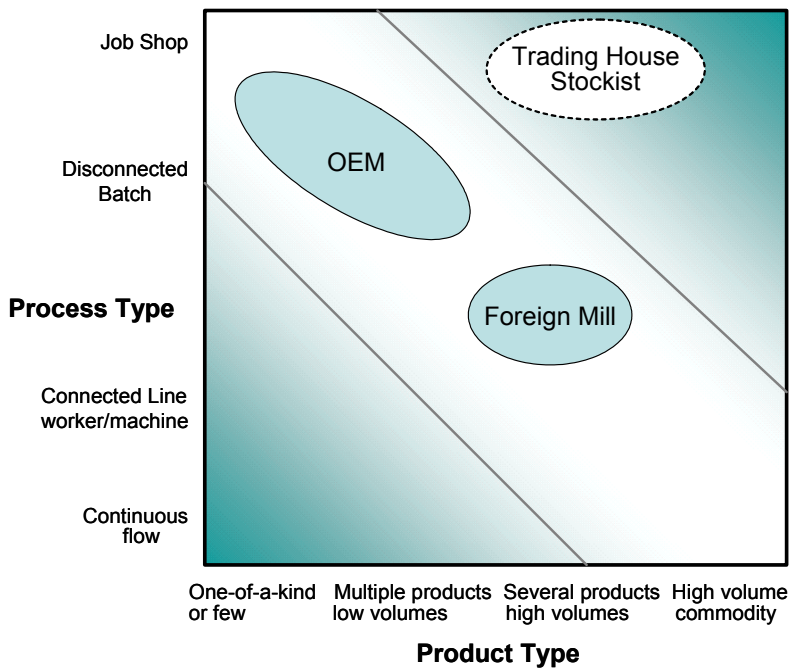 Job Shop
Trading House
Stockist
OEM
Disconnected
Batch
Process Type
Foreign Mill
Connected Line
worker/machine
Continuous
flow
One-of-a-kind
or few
Multiple products
low volumes
Several products
high volumes
High volume
commodity
Product Type